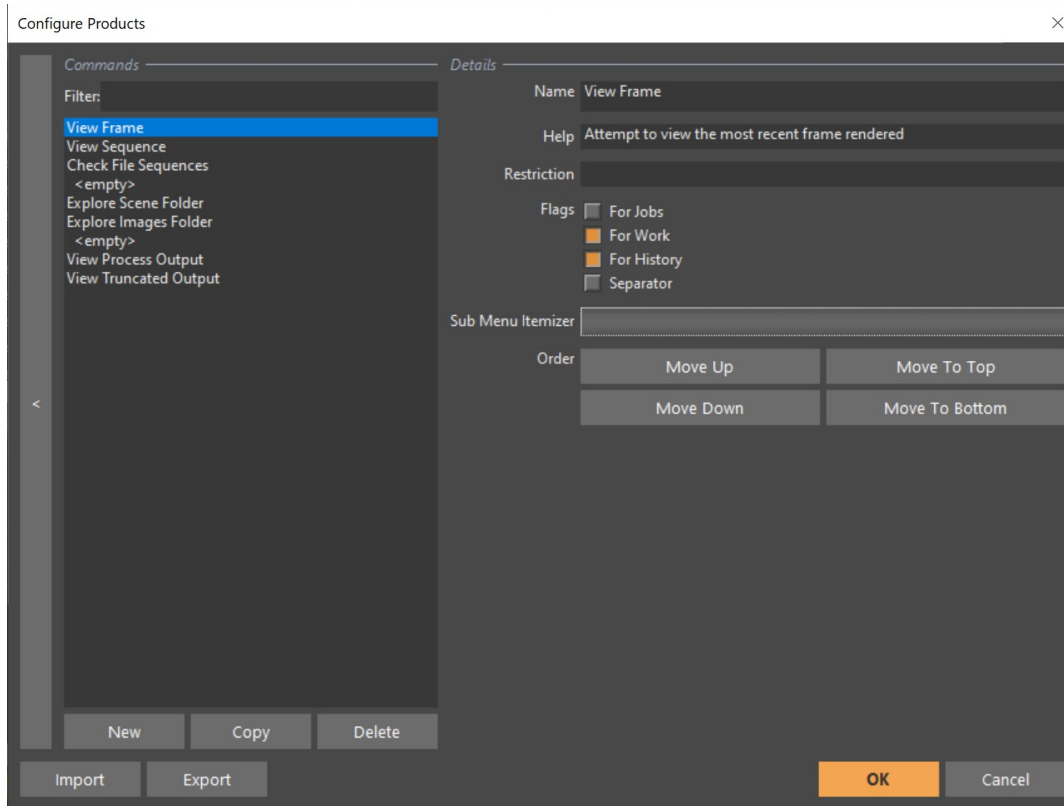 Configure Products
Commands
Filter:
View Frame
View Sequence
Check File Sequences
<empty>
Explore Scene Folder
Explore Images Folder
<empty>
View Process Output
View Truncated Output
New Copy Delete
Details
Name View Frame
Help Attempt to view the most recent frame rendered
Restriction
Flags For Jobs
For Work
For History
Separator
Sub Menu Itemizer
Order Move Up Move To Top
Move Down Move To Bottom
<
Import Export OK Cancel